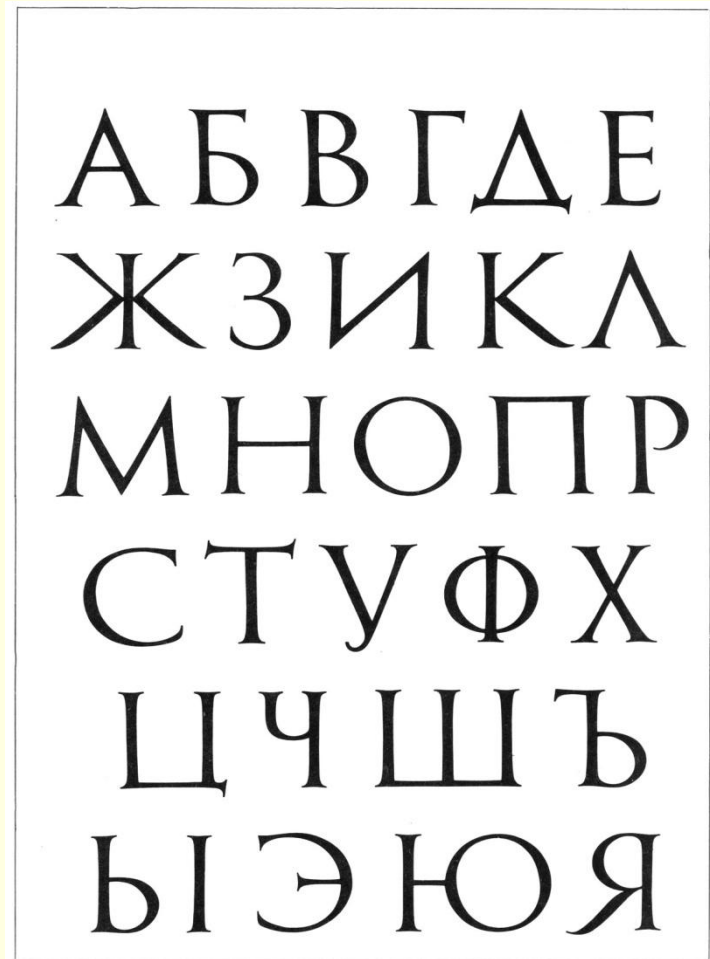 АБВГДЕ
ЖЗИКЛ
МНОПР
СТУФХ
ЦЧШЪ
ЫЭЮЯ